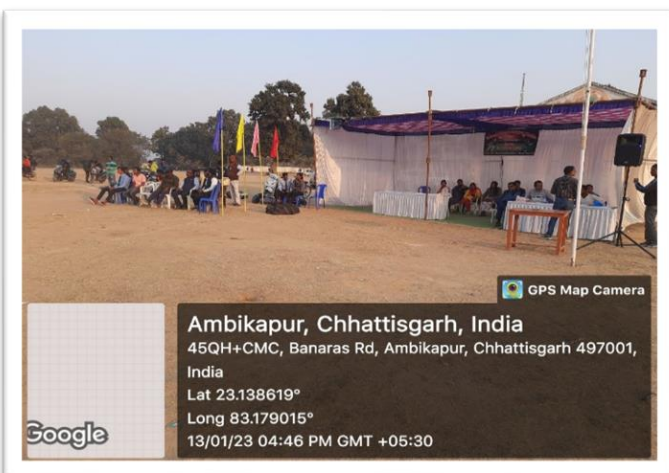 GPS Map Camera
Ambikapur, Chhattisgarh, India
45QH+CMC, Banaras Rd, Ambikapur, Chhattisgarh 497001,
India
Lat 23.138619°
Long 83.179015°
13/01/23 04:46 PM GMT +05:30
Google